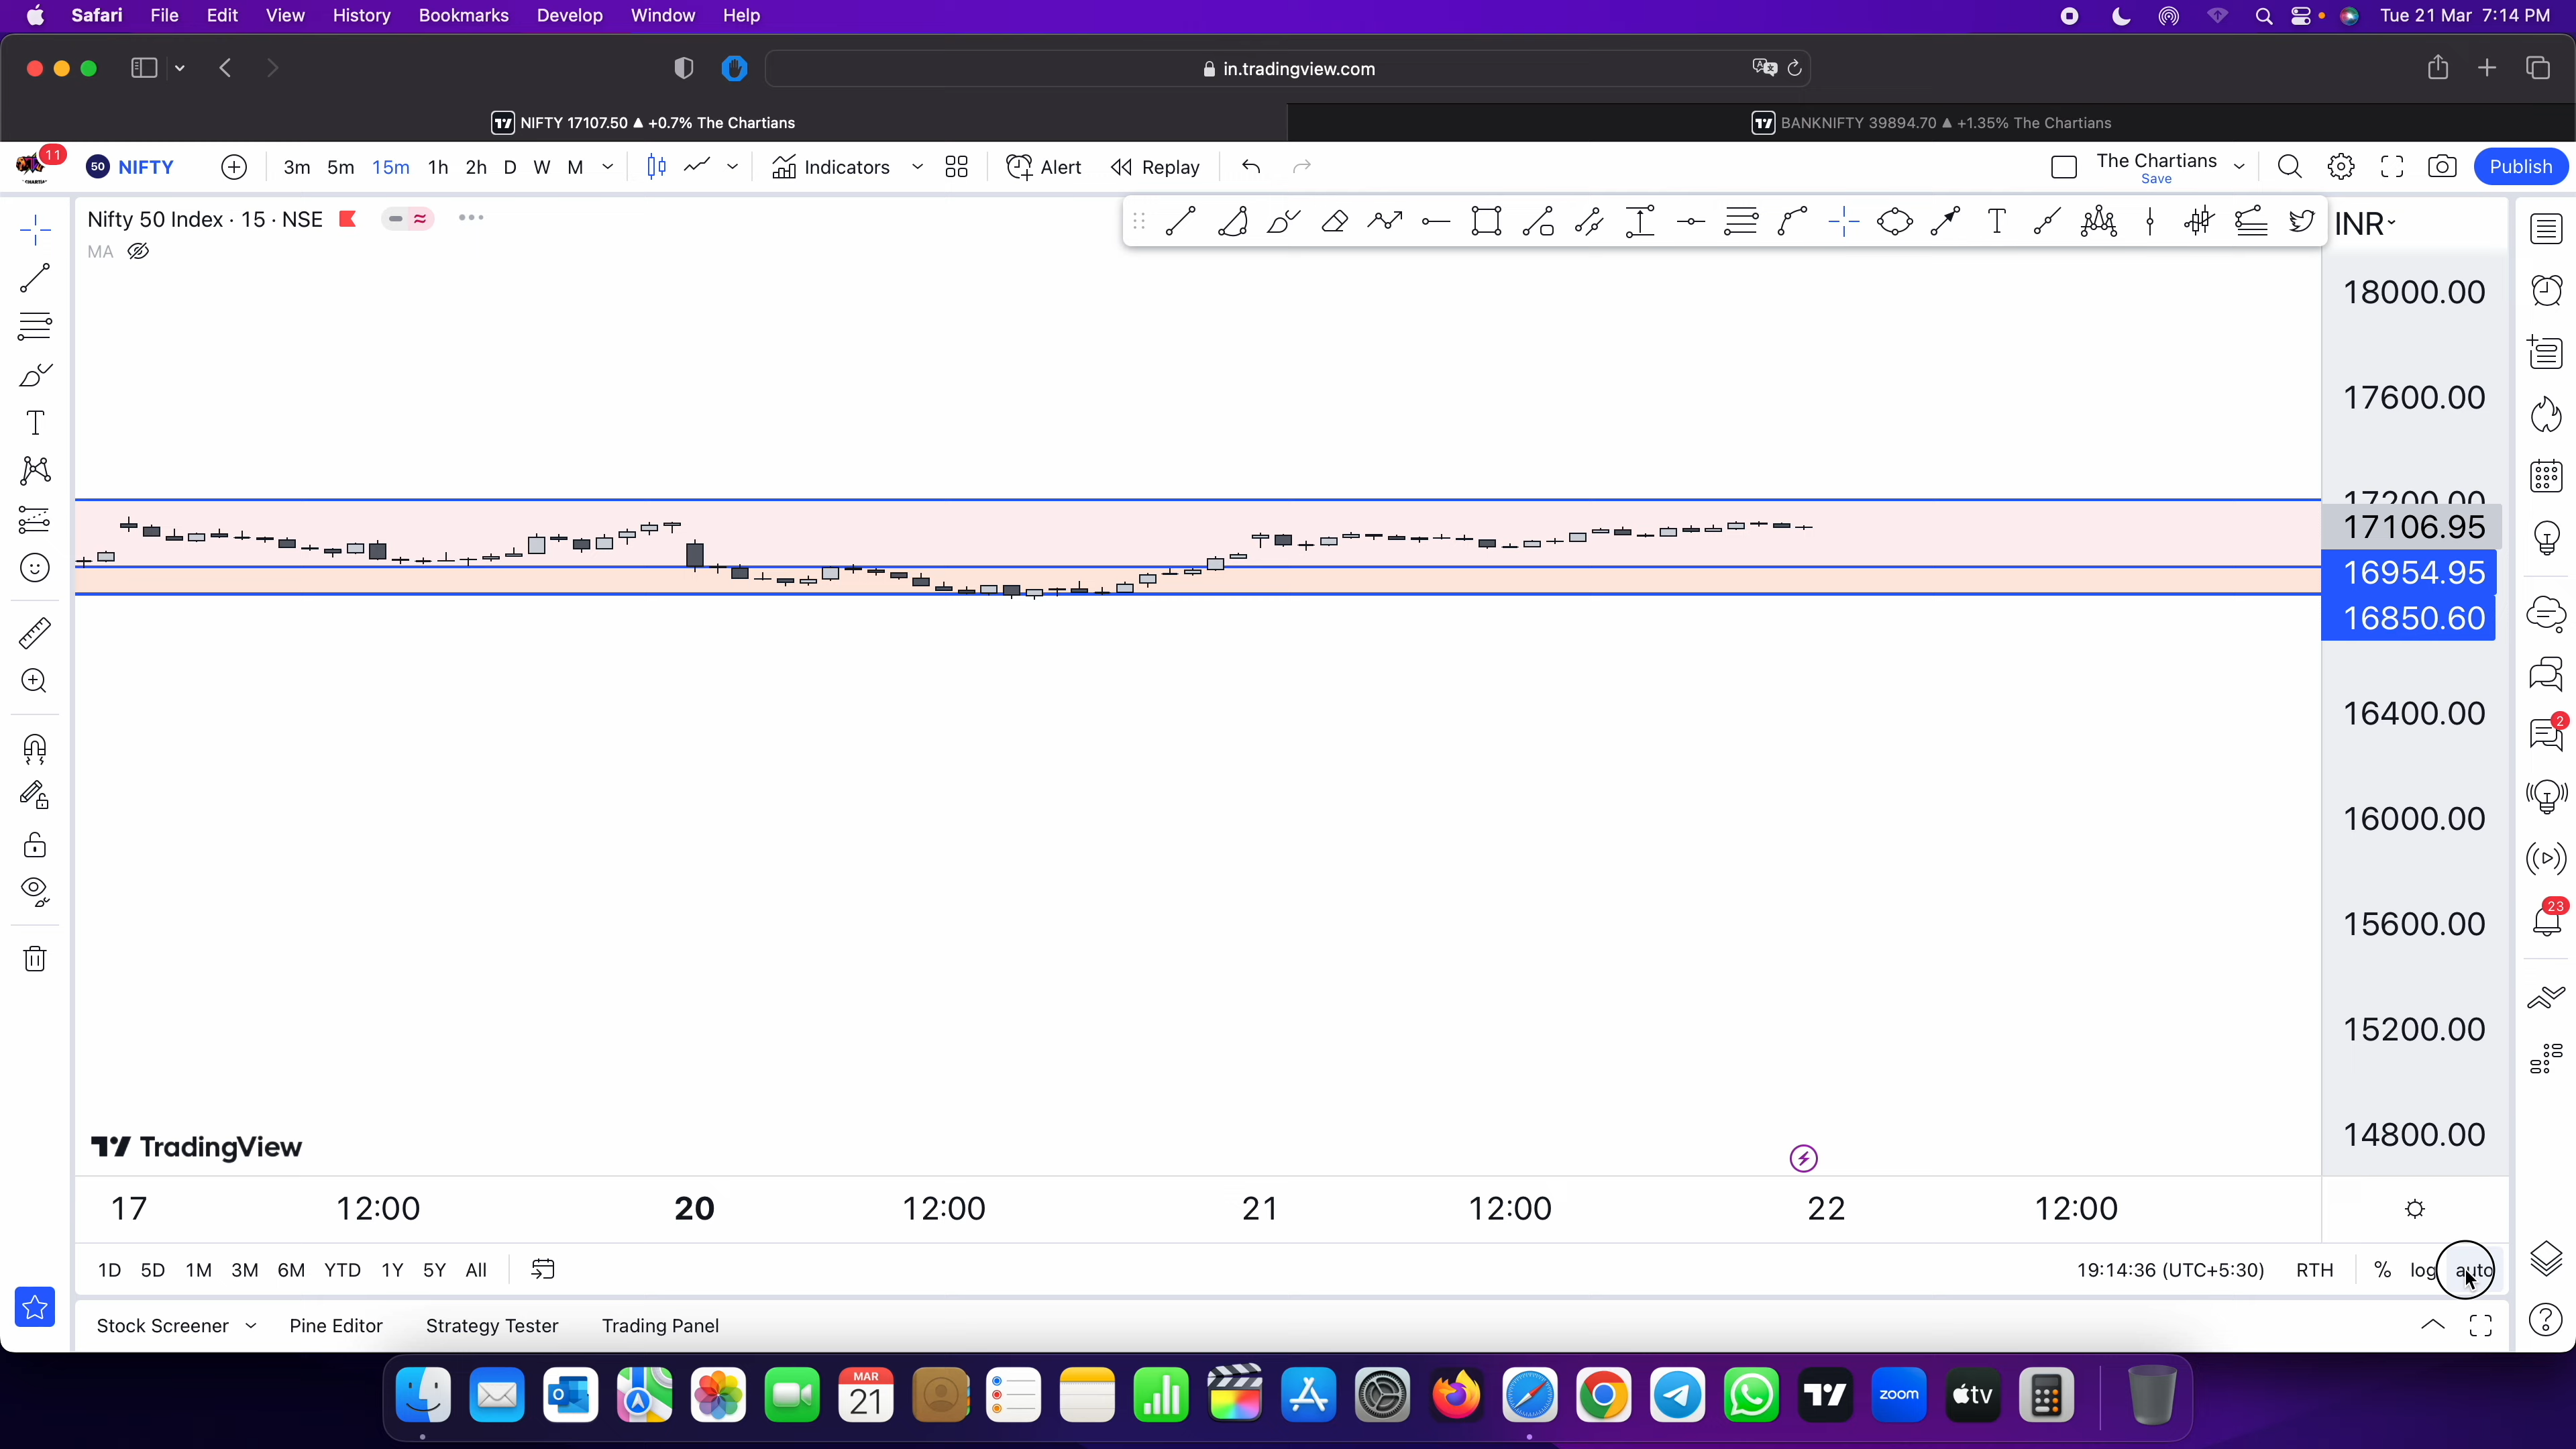 Safari File Edit View History Bookmarks Develop Window Help Tue 21 Mar 7:14 PM
in.tradingview.com
NIFTY 17107.50 ▲ +0.7% The Chartians
BANKNIFTY 39894.70 ▲ +1.35% The Chartians
11
50 NIFTY 3m 5m 15m 1h 2h D W M Indicators Alert Replay The Chartians Publish
Save
Nifty 50 Index · 15 · NSE INR
MA
18000.00
17600.00
17200.00
17106.95
16954.95
16850.60
16400.00
16000.00
15600.00
15200.00
14800.00
2
23
TradingView
17 12:00 20 12:00 21 12:00 22 12:00
1D 5D 1M 3M 6M YTD 1Y 5Y All 19:14:36 (UTC+5:30) RTH % log auto
Stock Screener Pine Editor Strategy Tester Trading Panel
MAR
21
zoom
tv